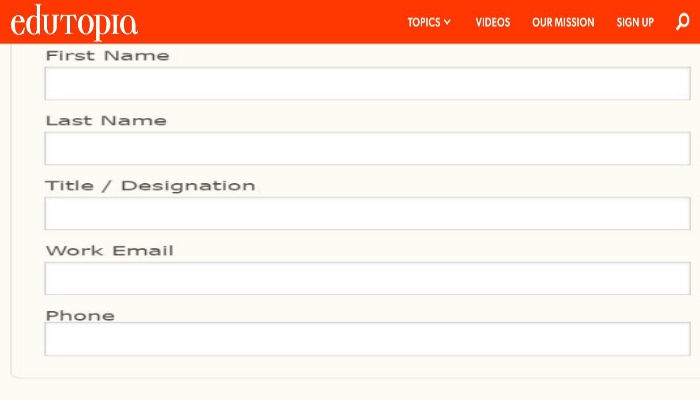 edutopia
TOPICS VIDEOS OUR MISSION SIGN UP
First Name
Last Name
Title / Designation
Work Email
Phone